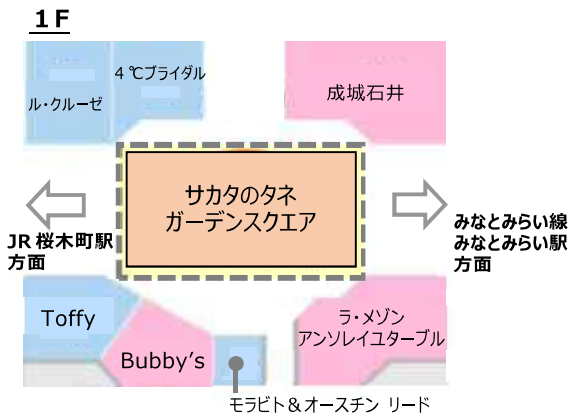 1F
4℃ブライダル
ル・クルーゼ
成城石井
サカタのタネ
ガーデンスクエア
JR桜木町駅
方面
みなとみらい線
みなとみらい駅
方面
Toffy
Bubby's
ラ・メゾン
アンソレイユターブル
モラビト＆オースチン リード